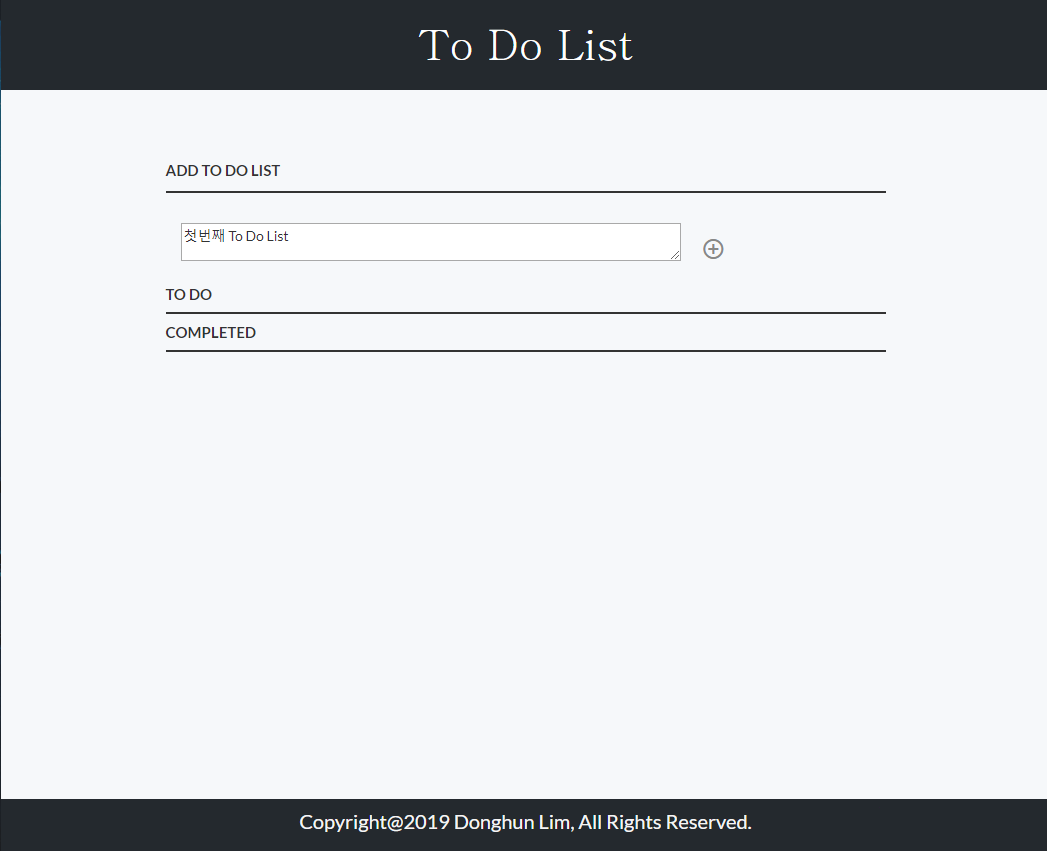 To Do List
ADD TO DO LIST
첫번째 To Do List
TO DO
COMPLETED
Copyright@2019 Donghun Lim, All Rights Reserved.